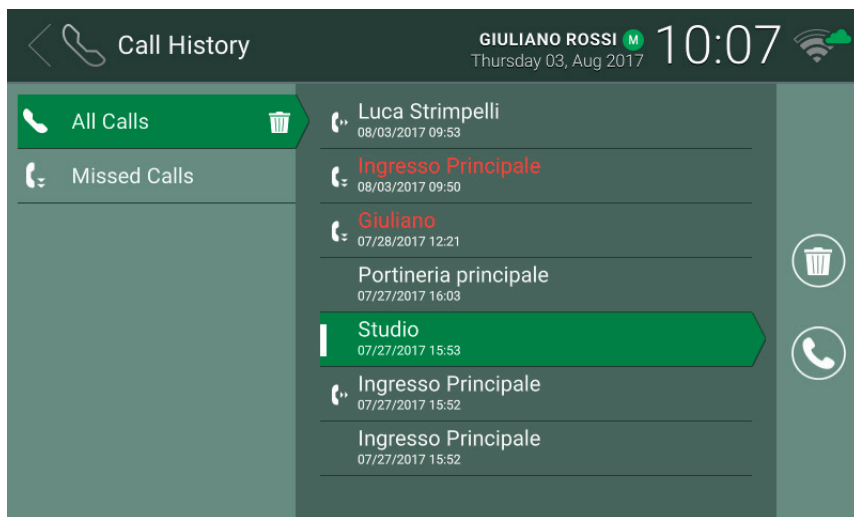 Call History
GIULIANO ROSSI M
Thursday 03, Aug 2017
10:07
All Calls
Missed Calls
Luca Strimpelli
08/03/2017 09:53
Ingresso Principale
08/03/2017 09:50
Giuliano
07/28/2017 12:21
Portineria principale
07/27/2017 16:03
Studio
07/27/2017 15:53
Ingresso Principale
07/27/2017 15:52
Ingresso Principale
07/27/2017 15:52